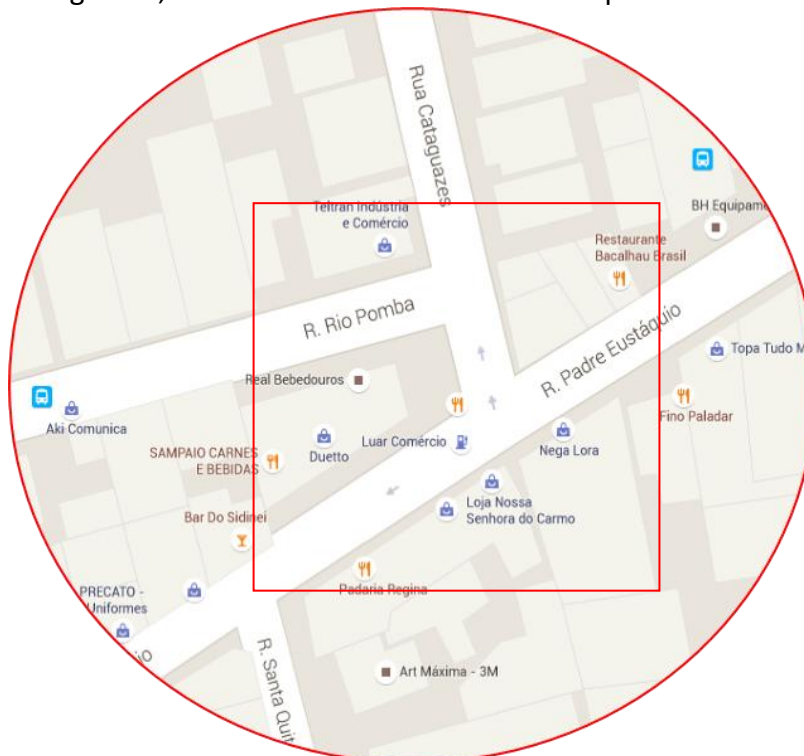 Rua Cataguazes
Teltran Indústria
e Comércio
BH Equipame
Restaurante
Bacalhau Brasil
R. Rio Pomba
R. Padre Eustáquio
Topa Tudo M
Real Bebedouros
Aki Comunica
Fino Paladar
SAMPAIO CARNES
E BEBIDAS
Duetto
Luar Comércio
Nega Lora
Loja Nossa
Senhora do Carmo
Bar Do Sidinei
PRECATO -
Uniformes
Padaria Regina
R. Santa Quit
Art Máxima - 3M